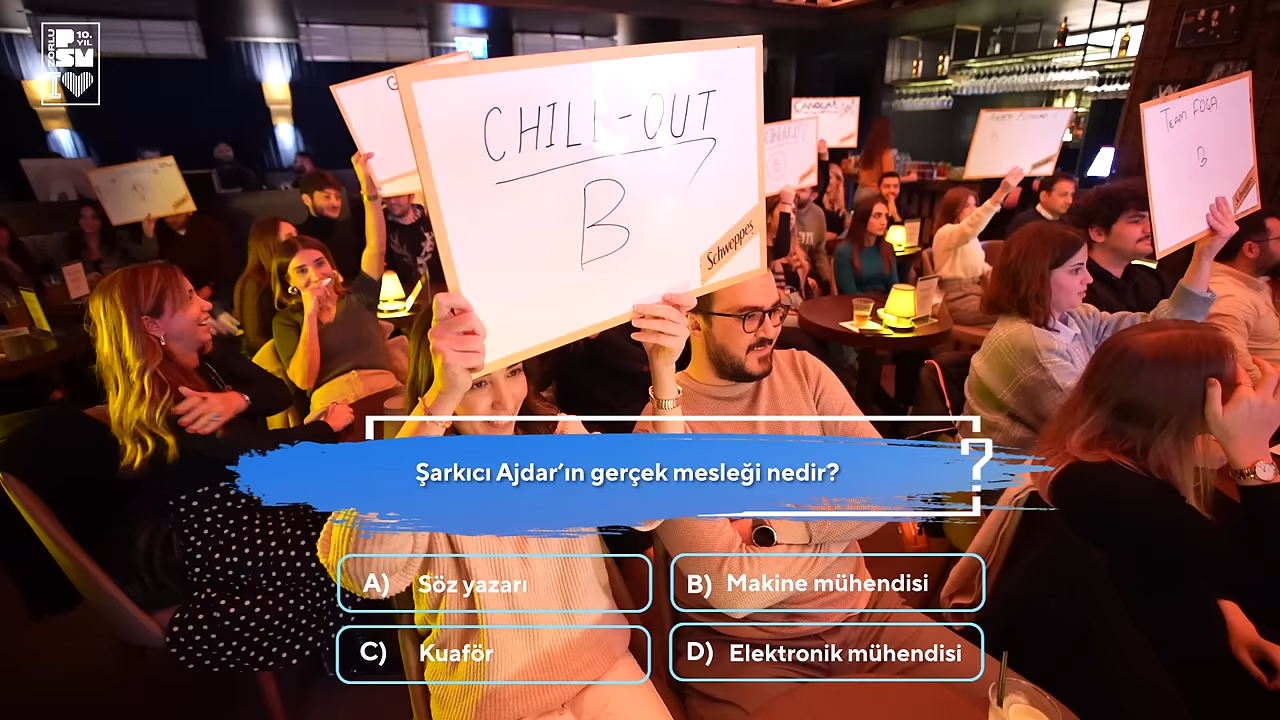 ZORLU
PSM
10.
YIL
I
CHILL-OUT
B
Schweppes
TEAM FOGA
B
Şarkıcı Ajdar'ın gerçek mesleği nedir?
?
A) Söz yazarı
B) Makine mühendisi
C) Kuaför
D) Elektronik mühendisi